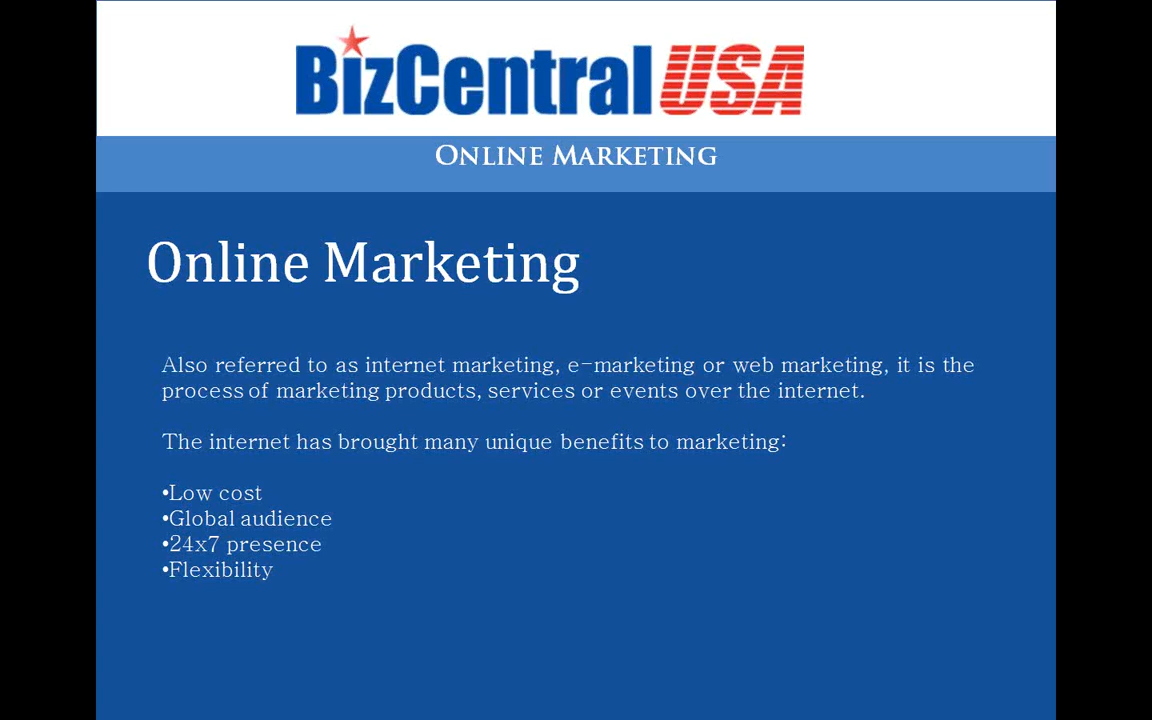 BizCentral USA
ONLINE MARKETING
Online Marketing
Also referred to as internet marketing, e-marketing or web marketing, it is the
process of marketing products, services or events over the internet.
The internet has brought many unique benefits to marketing:
•Low cost
•Global audience
•24x7 presence
•Flexibility